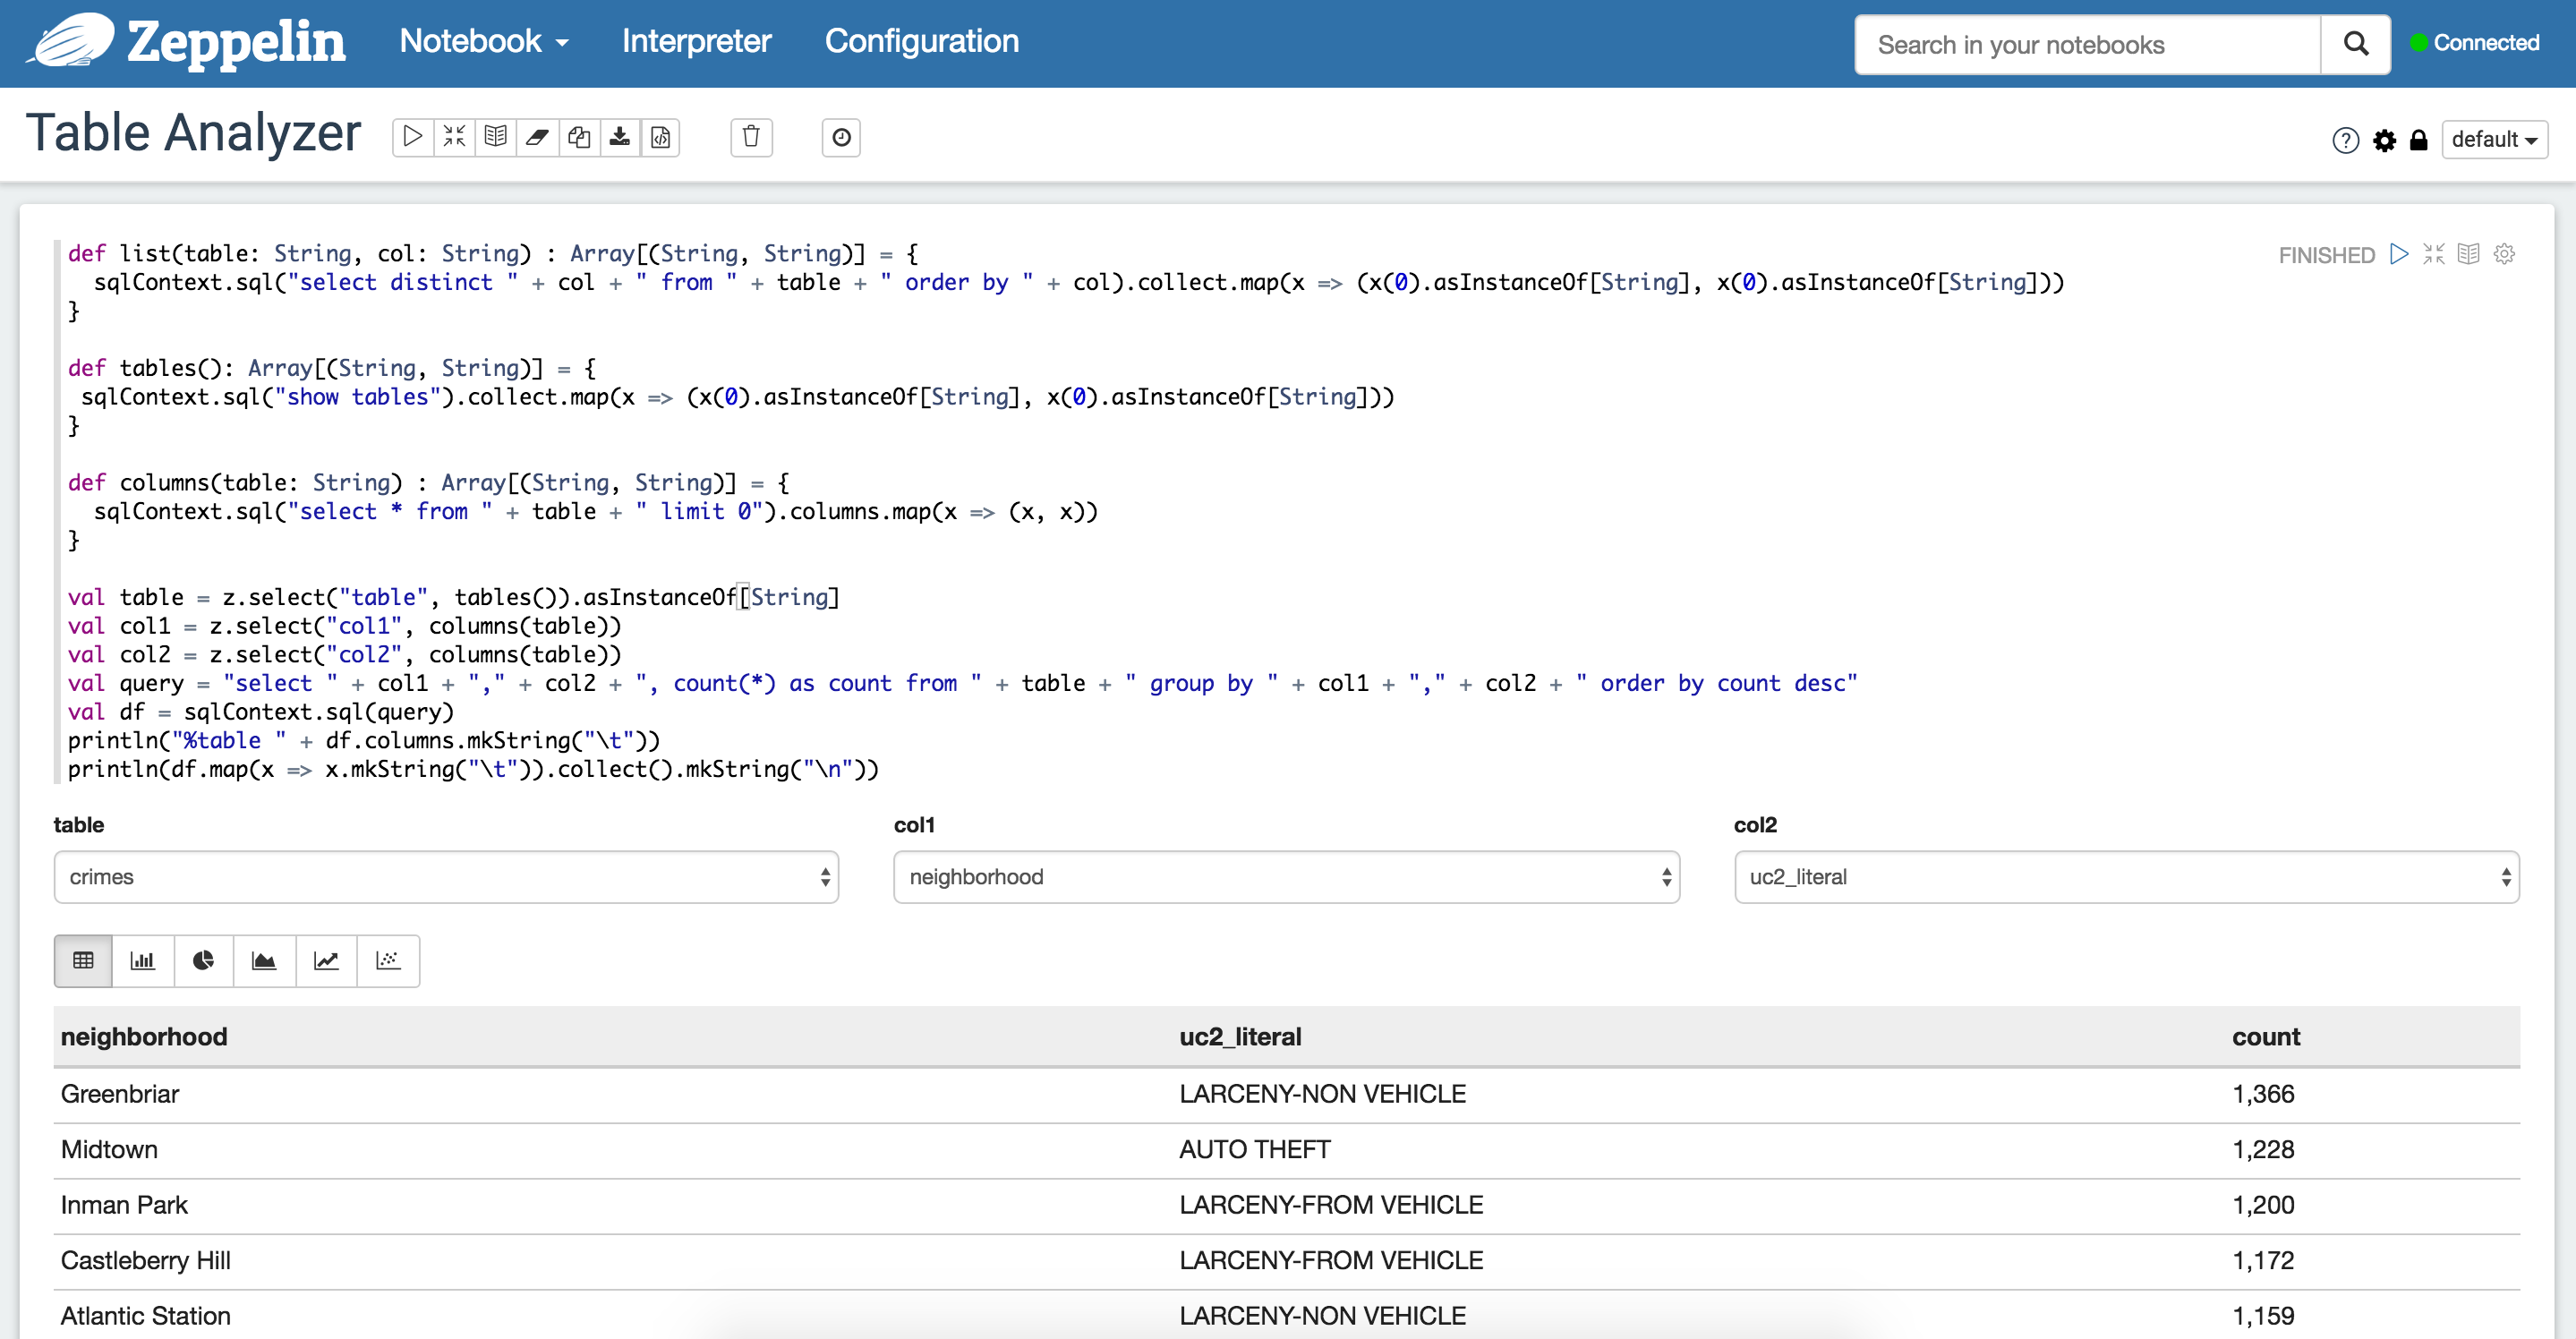 Zeppelin Notebook Interpreter Configuration Search in your notebooks Connected
Table Analyzer default
def list(table: String, col: String) : Array[(String, String)] = {
  sqlContext.sql("select distinct " + col + " from " + table + " order by " + col).collect.map(x => (x(0).asInstanceOf[String], x(0).asInstanceOf[String]))
}
FINISHED
def tables(): Array[(String, String)] = {
 sqlContext.sql("show tables").collect.map(x => (x(0).asInstanceOf[String], x(0).asInstanceOf[String]))
}
def columns(table: String) : Array[(String, String)] = {
  sqlContext.sql("select * from " + table + " limit 0").columns.map(x => (x, x))
}
val table = z.select("table", tables()).asInstanceOf[String]
val col1 = z.select("col1", columns(table))
val col2 = z.select("col2", columns(table))
val query = "select " + col1 + "," + col2 + ", count(*) as count from " + table + " group by " + col1 + "," + col2 + " order by count desc"
val df = sqlContext.sql(query)
println("%table " + df.columns.mkString("\t"))
println(df.map(x => x.mkString("\t")).collect().mkString("\n"))
table col1 col2
crimes neighborhood uc2_literal
neighborhood uc2_literal count
Greenbriar LARCENY-NON VEHICLE 1,366
Midtown AUTO THEFT 1,228
Inman Park LARCENY-FROM VEHICLE 1,200
Castleberry Hill LARCENY-FROM VEHICLE 1,172
Atlantic Station LARCENY-NON VEHICLE 1,159